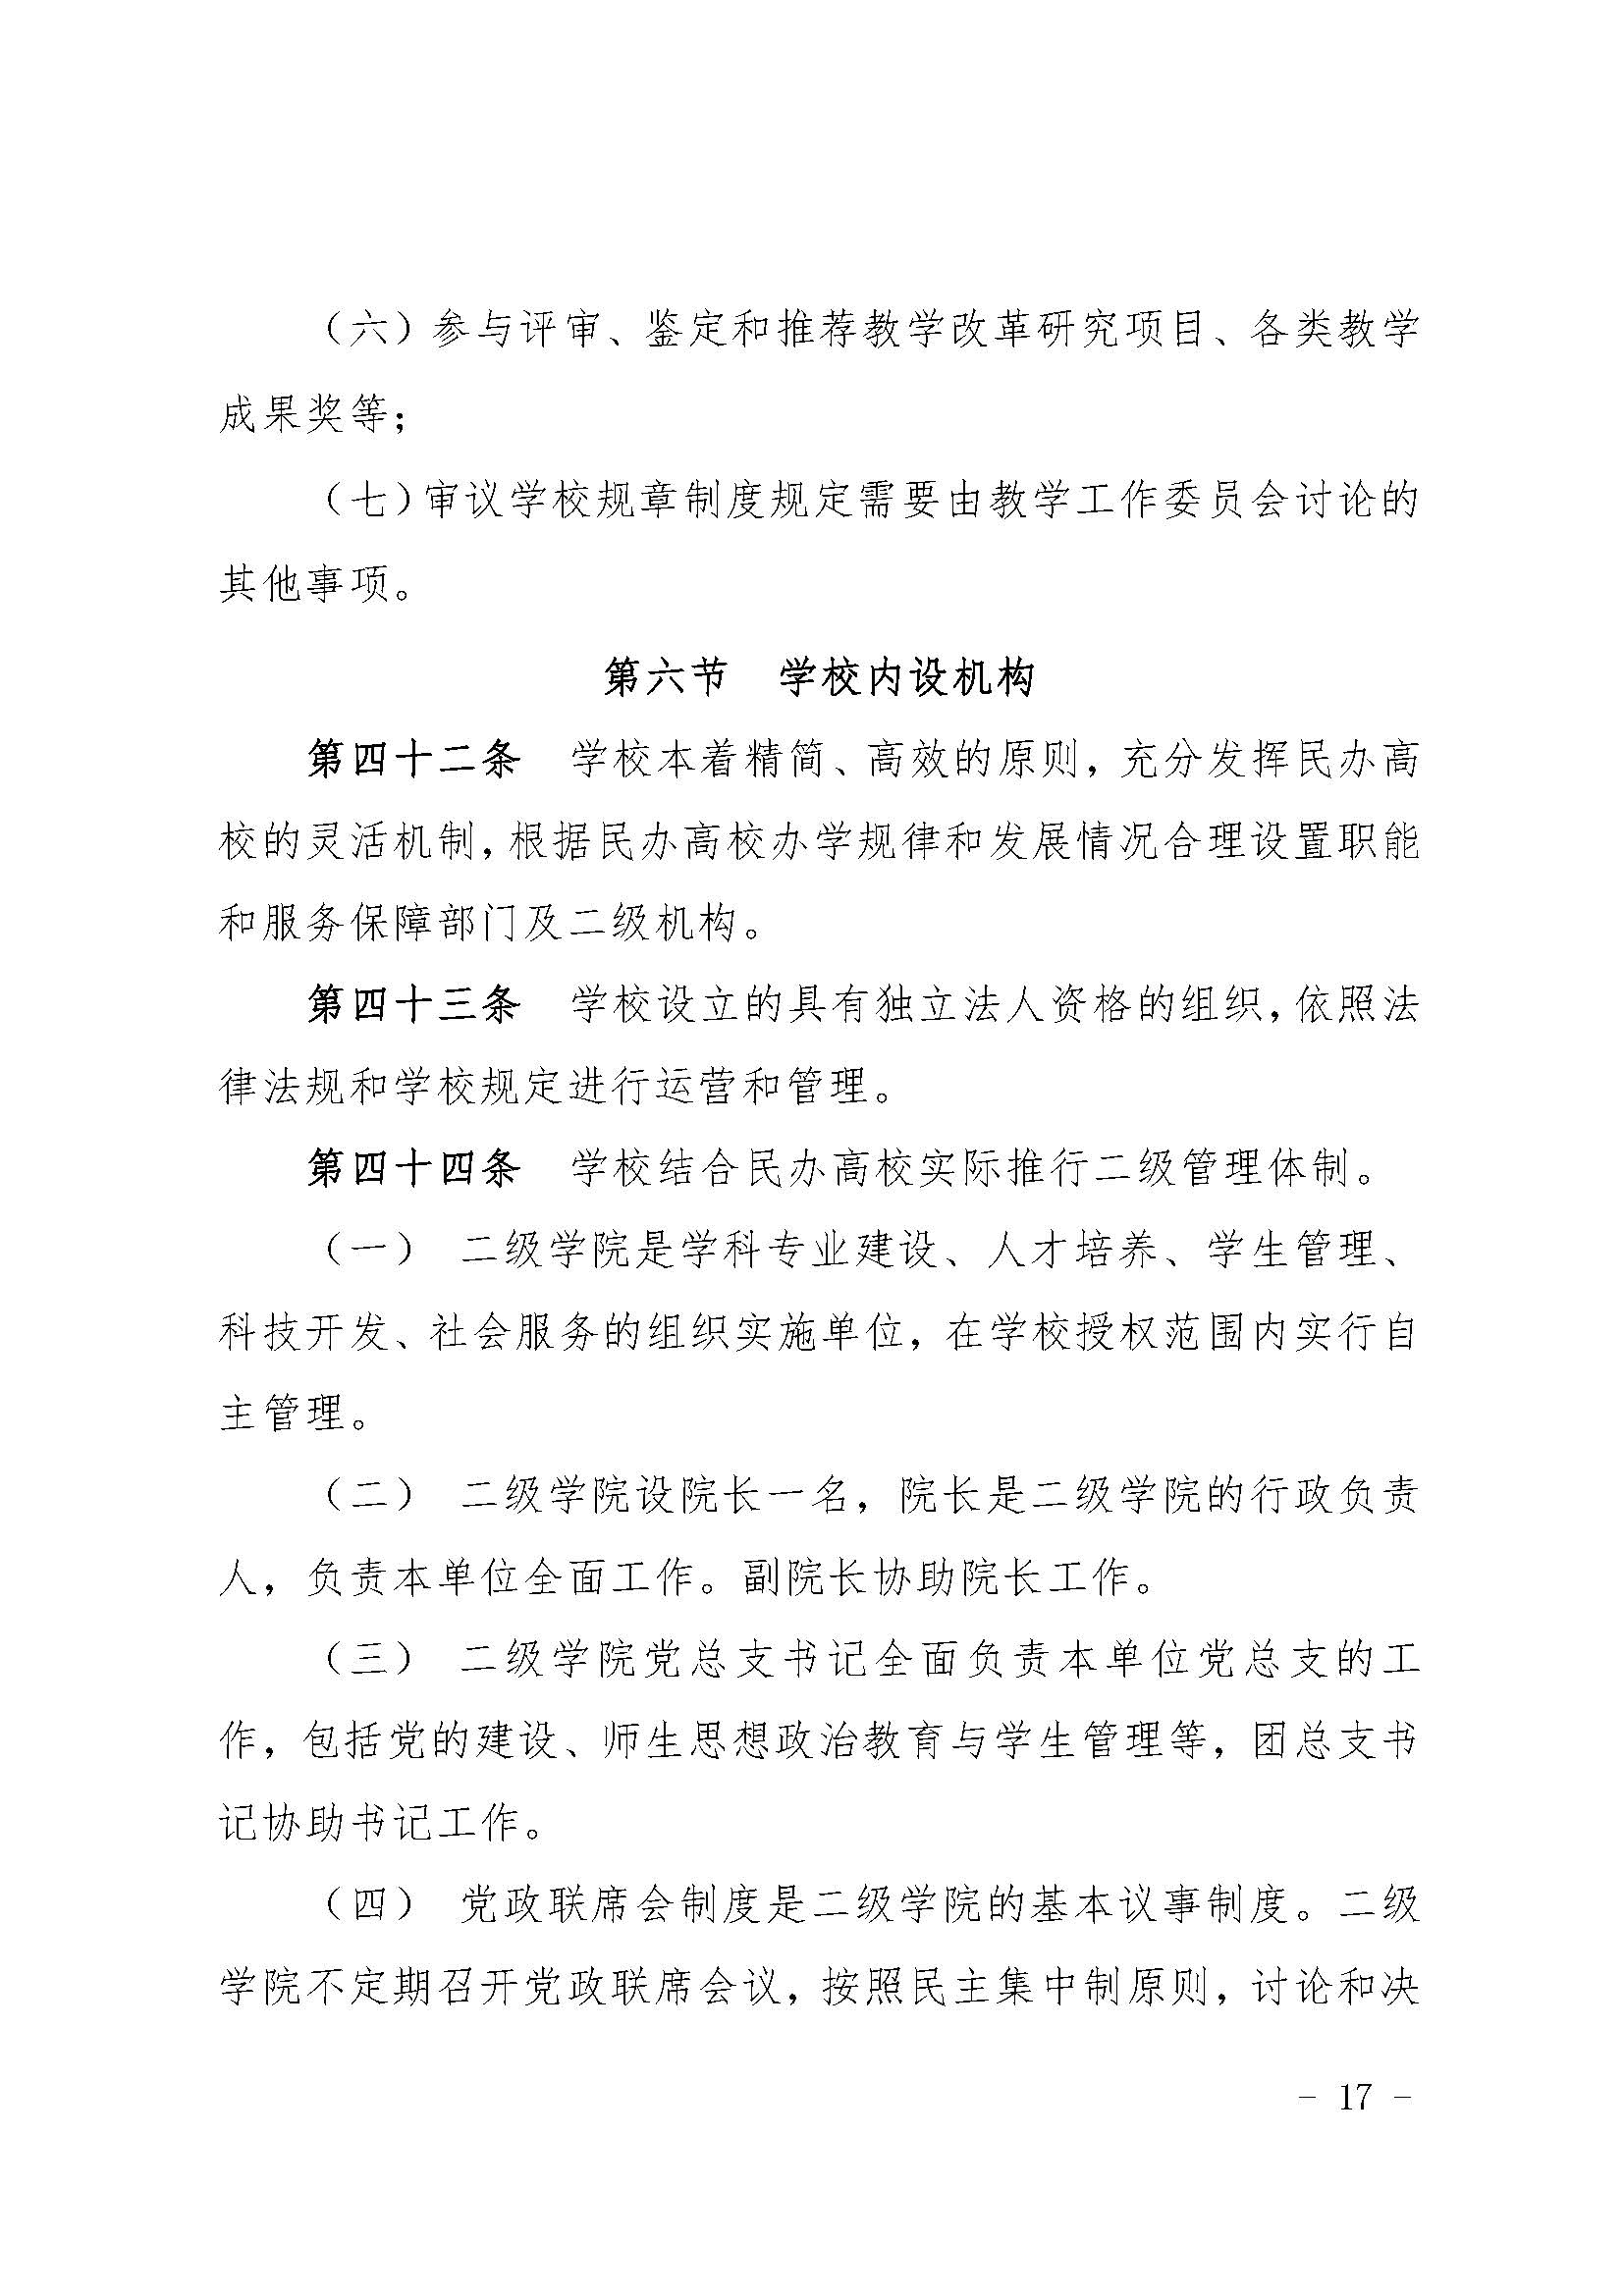 （六）参与评审、鉴定和推荐教学改革研究项目、各类教学
成果奖等；
（七）审议学校规章制度规定需要由教学工作委员会讨论的
其他事项。
第六节　学校内设机构
第四十二条　学校本着精简、高效的原则，充分发挥民办高
校的灵活机制，根据民办高校办学规律和发展情况合理设置职能
和服务保障部门及二级机构。
第四十三条　学校设立的具有独立法人资格的组织，依照法
律法规和学校规定进行运营和管理。
第四十四条　学校结合民办高校实际推行二级管理体制。
（一）　二级学院是学科专业建设、人才培养、学生管理、
科技开发、社会服务的组织实施单位，在学校授权范围内实行自
主管理。
（二）　二级学院设院长一名，院长是二级学院的行政负责
人，负责本单位全面工作。副院长协助院长工作。
（三）　二级学院党总支书记全面负责本单位党总支的工
作，包括党的建设、师生思想政治教育与学生管理等，团总支书
记协助书记工作。
（四）　党政联席会制度是二级学院的基本议事制度。二级
学院不定期召开党政联席会议，按照民主集中制原则，讨论和决
－ 17 －